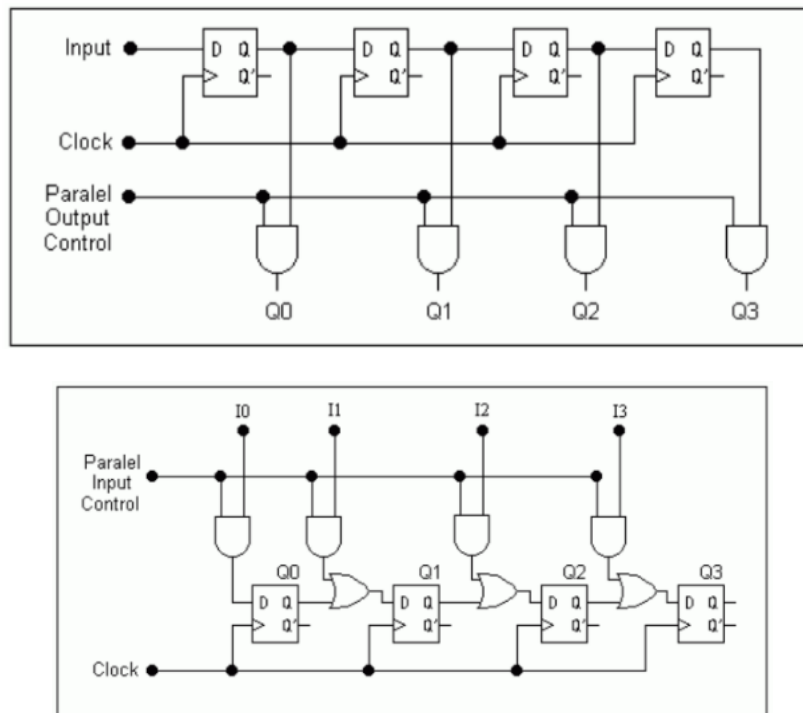 Input
D Q D Q D Q D Q
Q' Q' Q' Q'
Clock
Paralel
Output
Control
Q0 Q1 Q2 Q3
I0 I1 I2 I3
Paralel
Input
Control
Q0 Q1 Q2 Q3
D Q D Q D Q D Q
Q' Q' Q' Q'
Clock